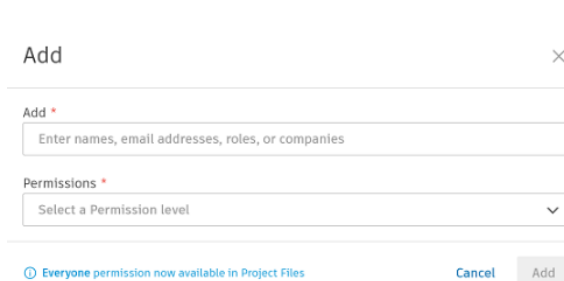 Add
Add *
Enter names, email addresses, roles, or companies
Permissions *
Select a Permission level
Everyone permission now available in Project Files
Cancel
Add